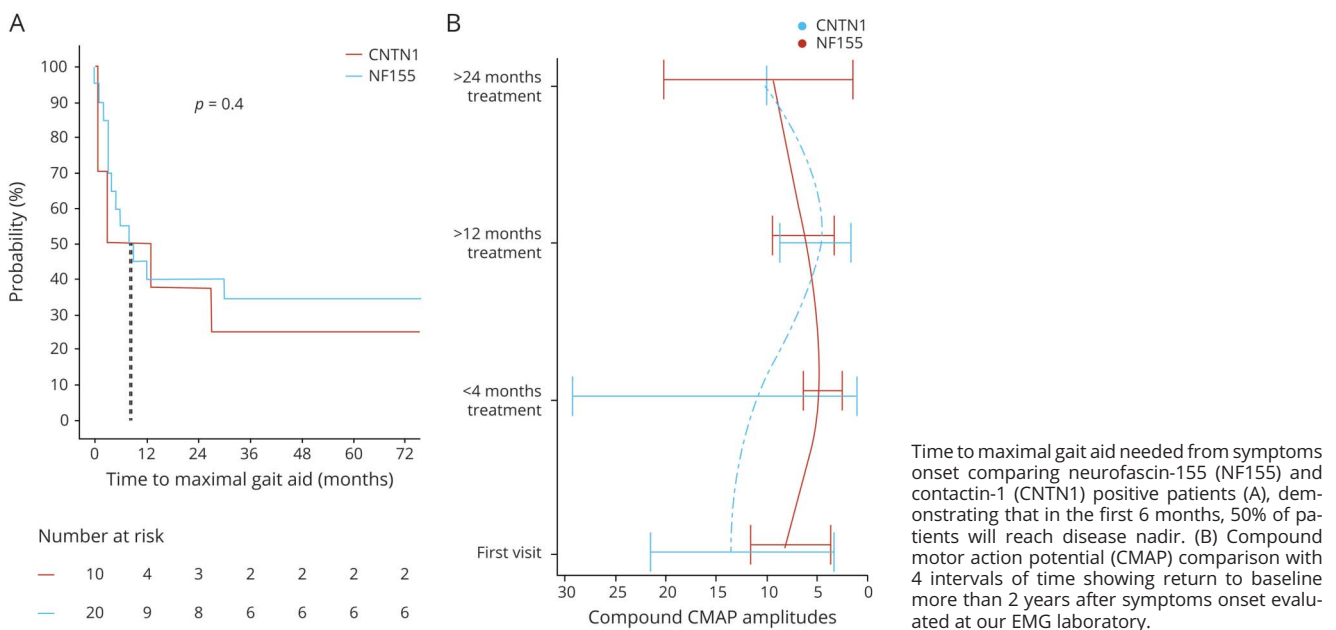 A
CNTN1
NF155
p = 0.4
100
90
80
70
60
50
40
30
20
10
0
Probability (%)
0 12 24 36 48 60 72
Time to maximal gait aid (months)
Number at risk
10 4 3 2 2 2 2
20 9 8 6 6 6 6
B
CNTN1
NF155
>24 months
treatment
>12 months
treatment
<4 months
treatment
First visit
30 25 20 15 10 5 0
Compound CMAP amplitudes
Time to maximal gait aid needed from symptoms
onset comparing neurofascin-155 (NF155) and
contactin-1 (CNTN1) positive patients (A), dem-
onstrating that in the first 6 months, 50% of pa-
tients will reach disease nadir. (B) Compound
motor action potential (CMAP) comparison with
4 intervals of time showing return to baseline
more than 2 years after symptoms onset evalu-
ated at our EMG laboratory.